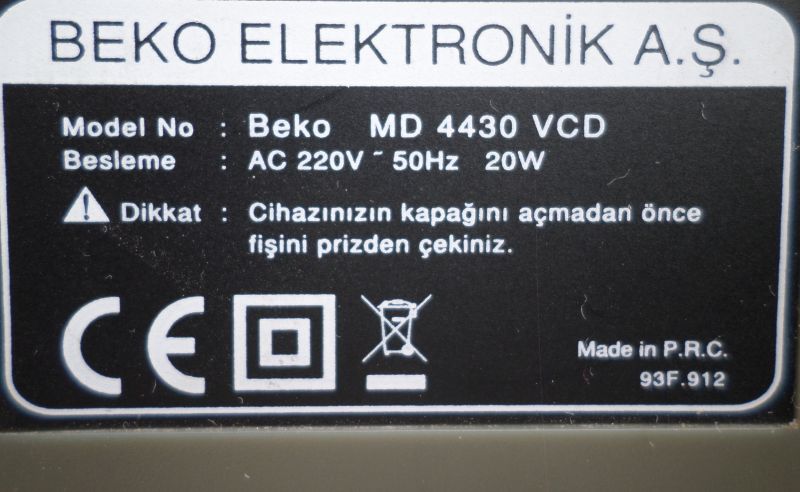 BEKO ELEKTRONİK A.Ş.
Model No : Beko MD 4430 VCD
Besleme : AC 220V ~ 50Hz 20W
Dikkat : Cihazınızın kapağını açmadan önce
fişini prizden çekiniz.
CE
Made in P.R.C.
93F.912